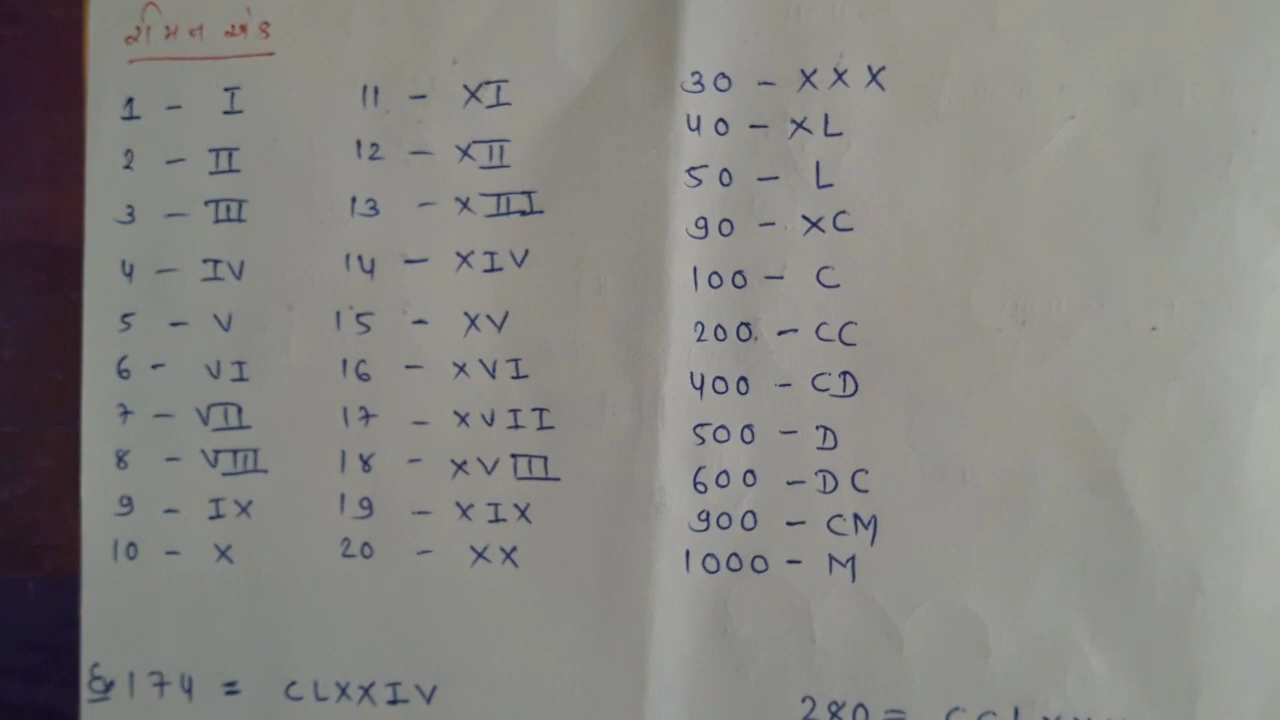 રોમન અંક
1 - I
2 - II
3 - III
4 - IV
5 - V
6 - VI
7 - VII
8 - VIII
9 - IX
10 - X
11 - XI
12 - XII
13 - XIII
14 - XIV
15 - XV
16 - XVI
17 - XVII
18 - XVIII
19 - XIX
20 - XX
30 - XXX
40 - XL
50 - L
90 - XC
100 - C
200 - CC
400 - CD
500 - D
600 - DC
900 - CM
1000 - M
174 = CLXXIV
280 =